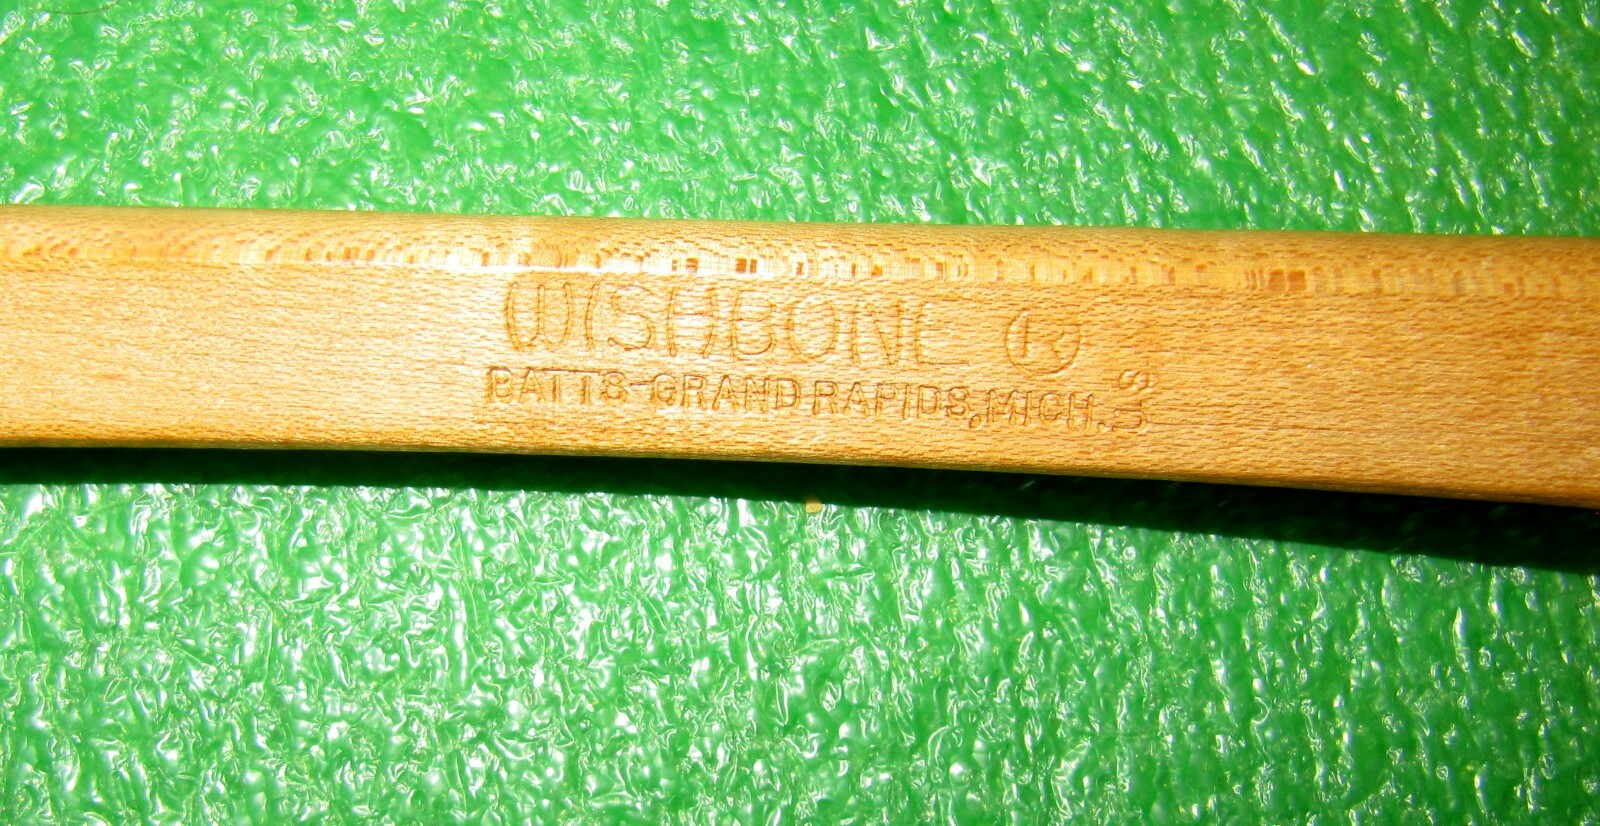 WISHBONE ®
BATTS-GRAND RAPIDS, MICH.